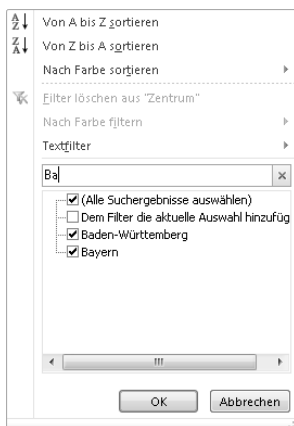 Von A bis Z sortieren
Von Z bis A sortieren
Nach Farbe sortieren
Filter löschen aus "Zentrum"
Nach Farbe filtern
Textfilter
Ba
(Alle Suchergebnisse auswählen)
Dem Filter die aktuelle Auswahl hinzufüg
Baden-Württemberg
Bayern
OK Abbrechen